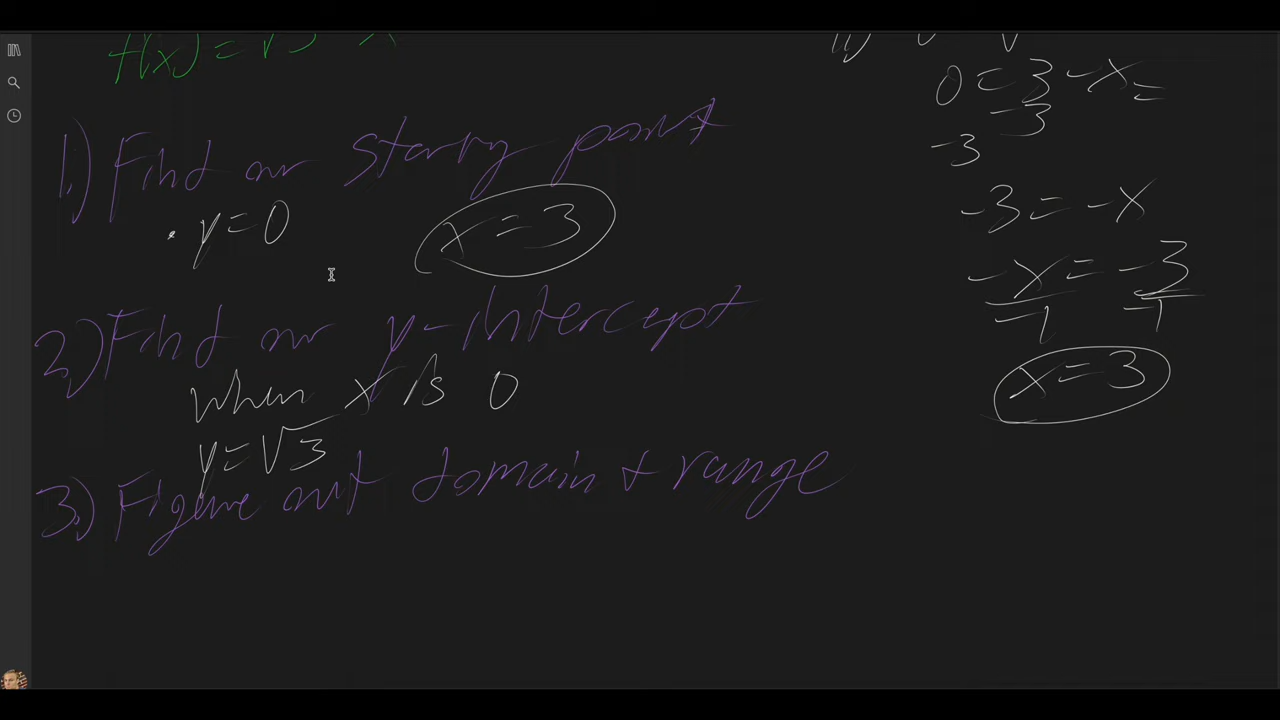 f(x) = √3-x
1.) Find our starting point
• y=0
x=3
2.) Find our y-intercept
When x is 0
y=√3
3.) Figure out domain + range
ii)
0=3-x=
-3
-3
-3=-x
-x = -3
-1 -1
x=3